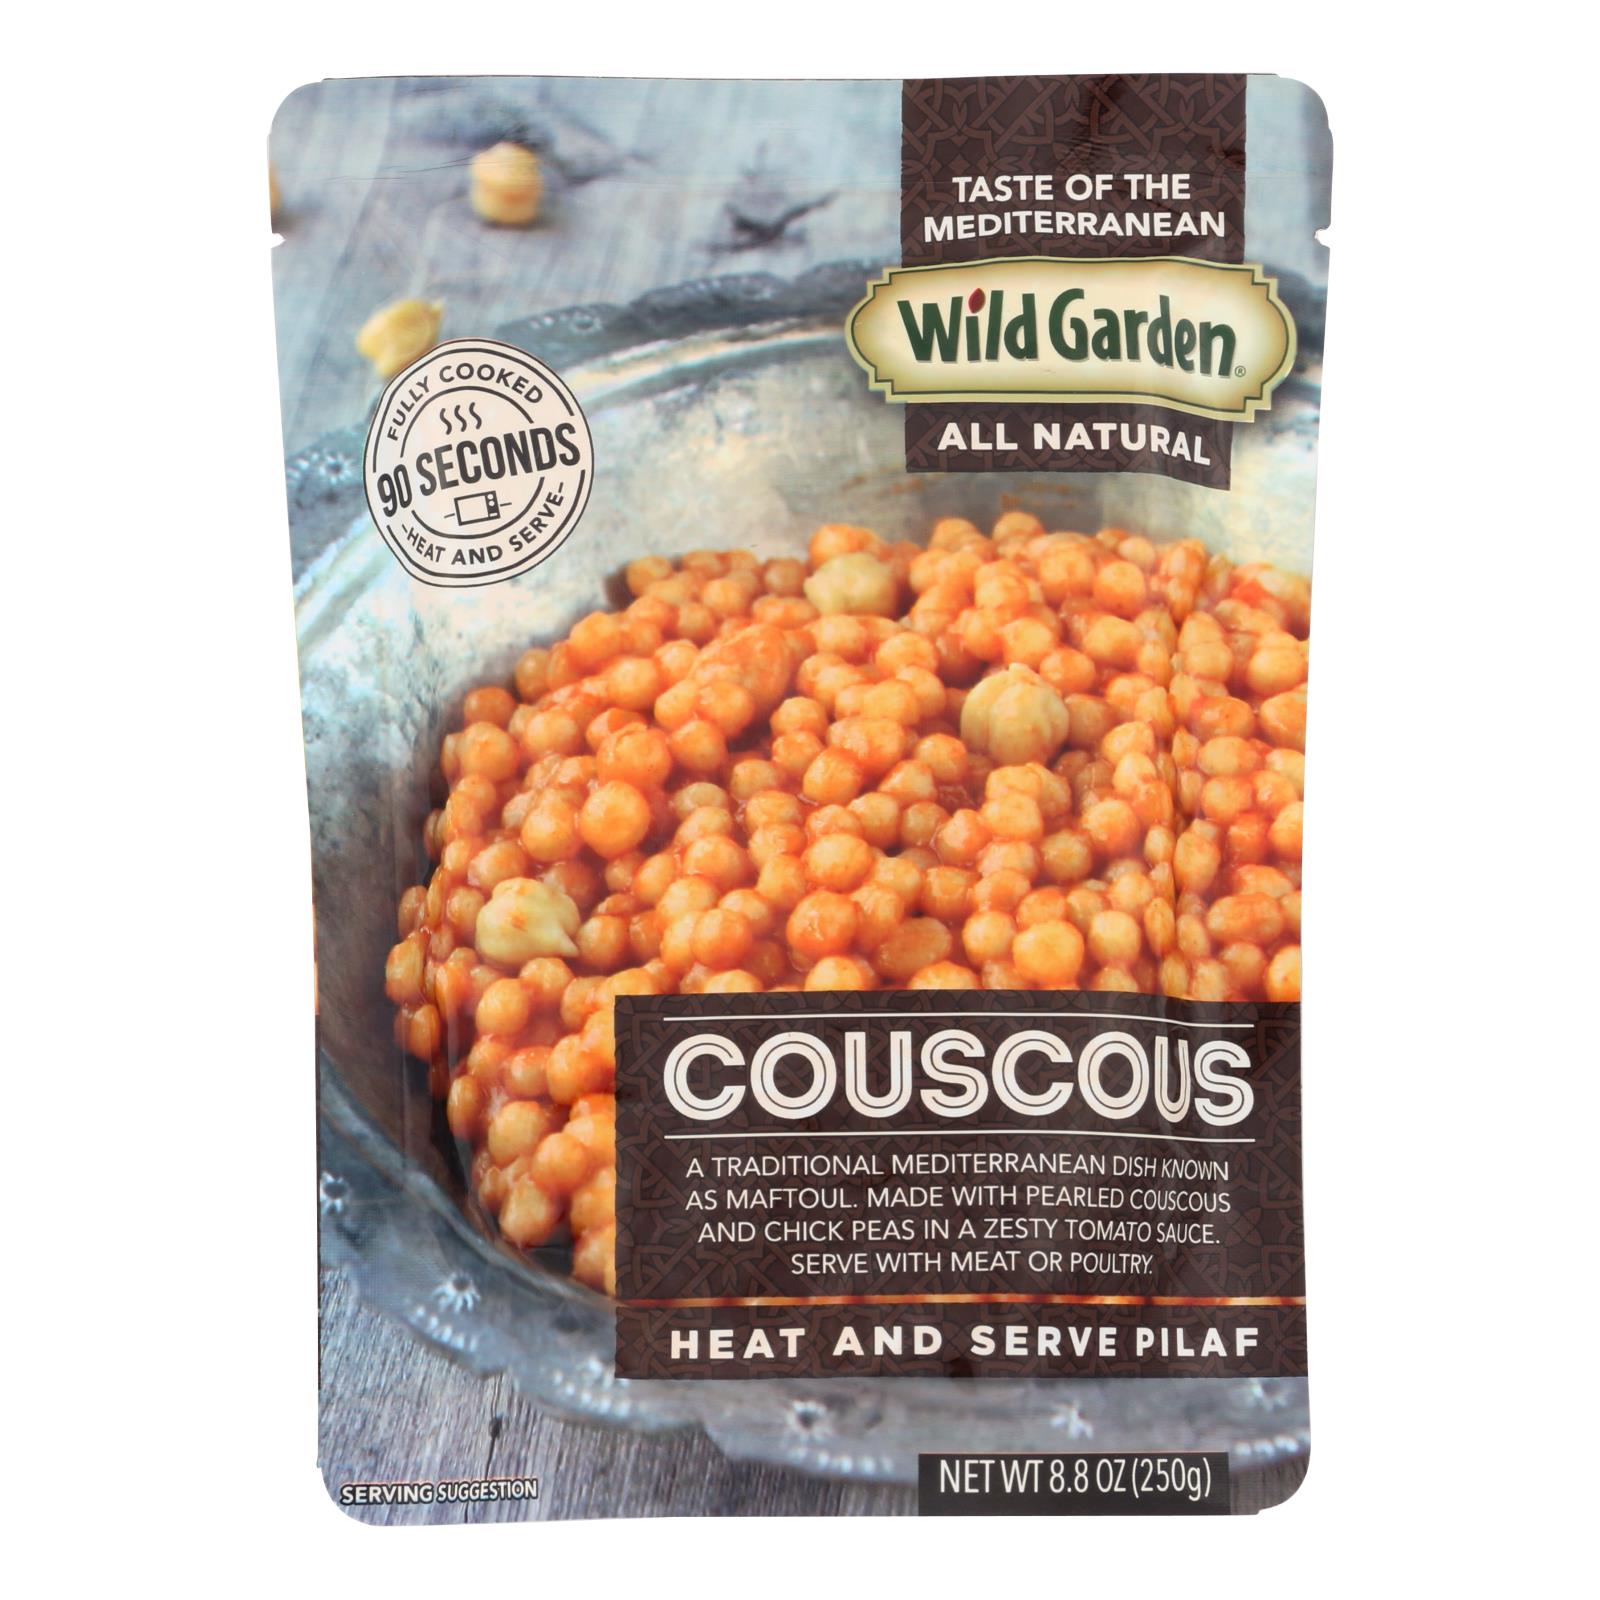 TASTE OF THE
MEDITERRANEAN
Wild Garden®
ALL NATURAL
FULLY COOKED
90 SECONDS
-HEAT AND SERVE-
COUSCOUS
A TRADITIONAL MEDITERRANEAN DISH KNOWN
AS MAFTOUL. MADE WITH PEARLED COUSCOUS
AND CHICK PEAS IN A ZESTY TOMATO SAUCE.
SERVE WITH MEAT OR POULTRY.
HEAT AND SERVE PILAF
NET WT 8.8 OZ (250g)
SERVING SUGGESTION